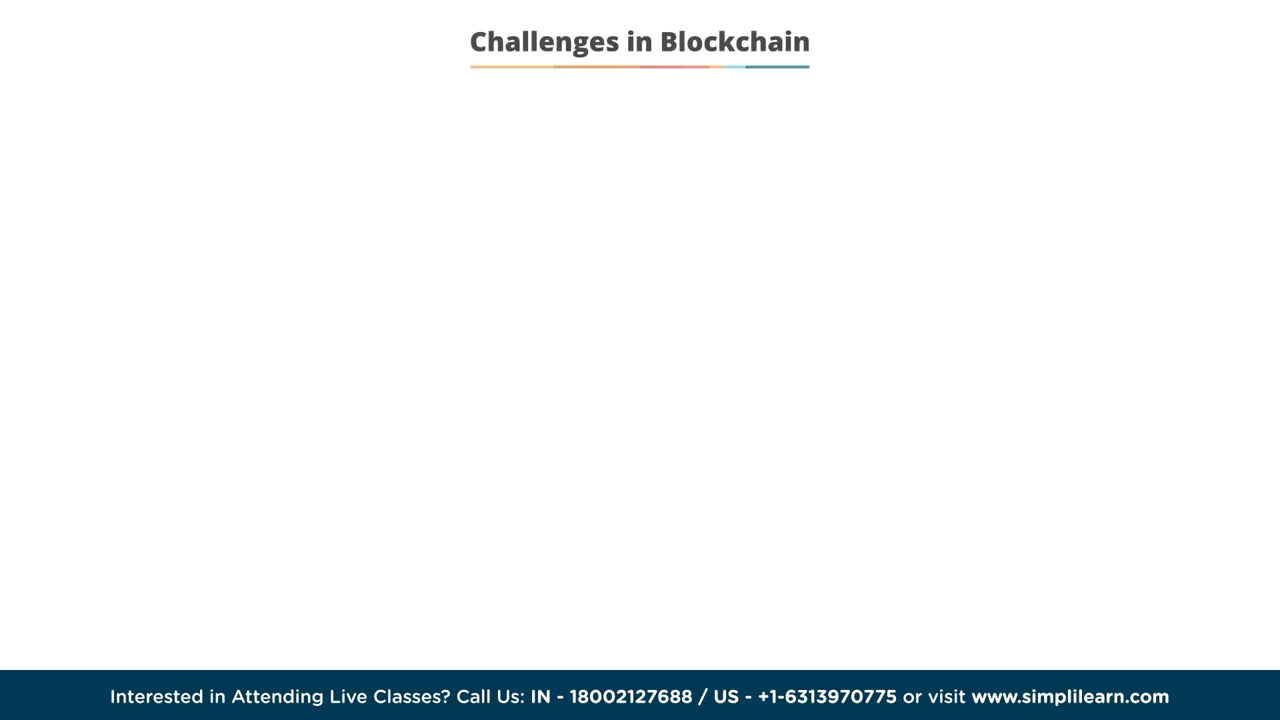 Challenges in Blockchain
Interested in Attending Live Classes? Call Us: IN - 18002127688 / US - +1-6313970775 or visit www.simplilearn.com